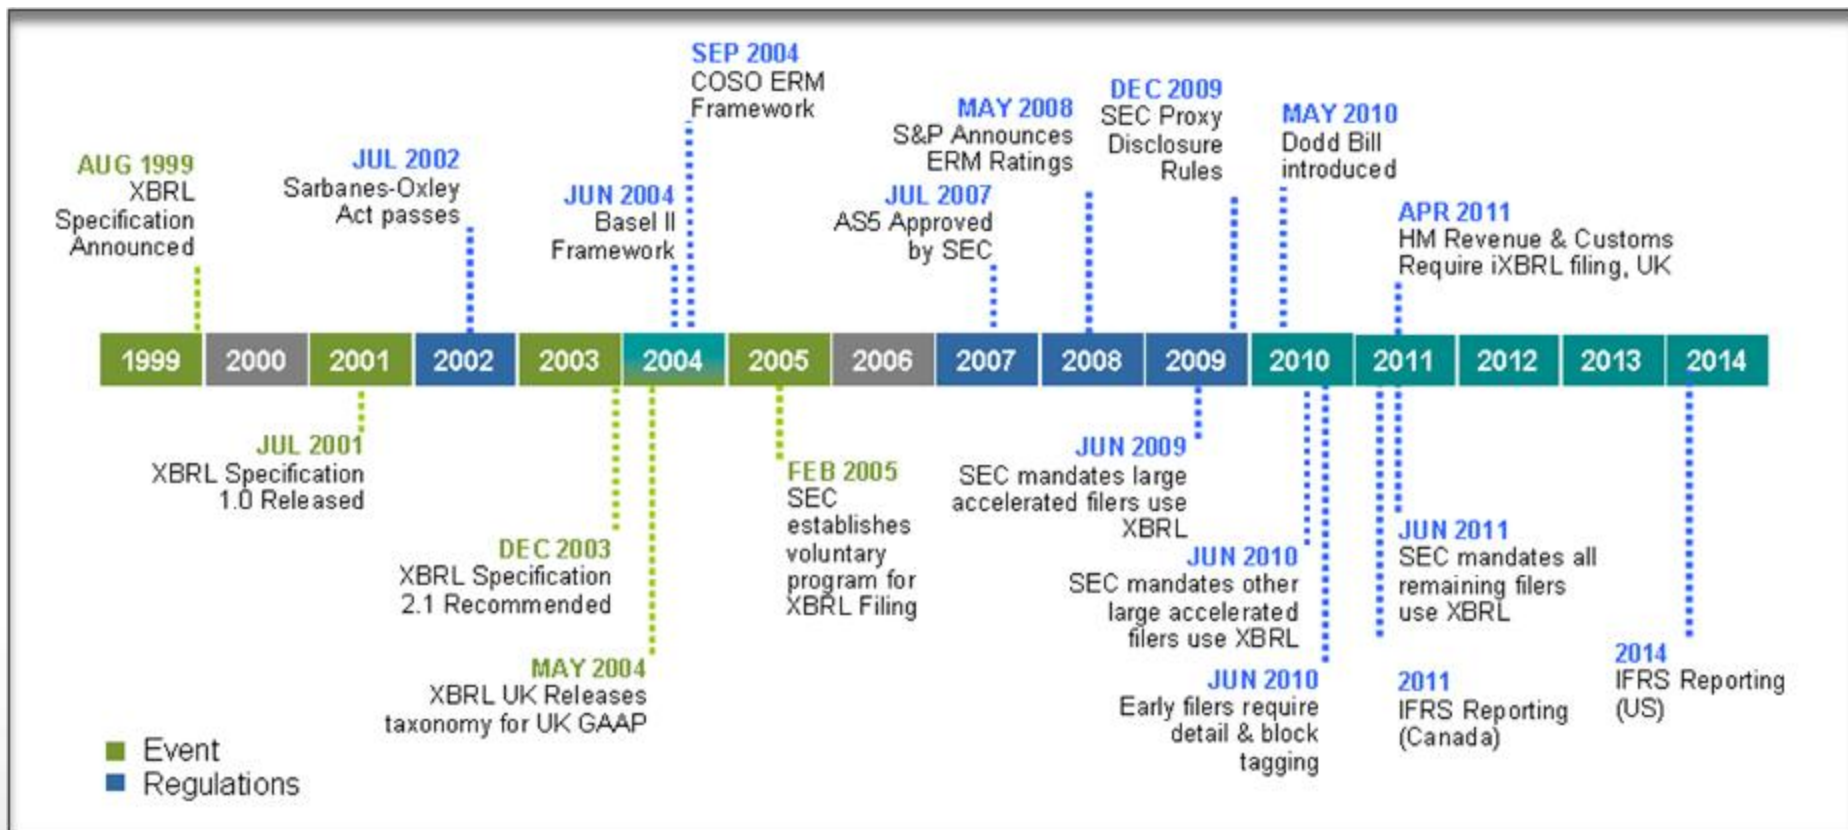 SEP 2004
COSO ERM
Framework
MAY 2008
S&P Announces
ERM Ratings
DEC 2009
SEC Proxy
Disclosure
Rules
MAY 2010
Dodd Bill
introduced
AUG 1999
XBRL
Specification
Announced
JUL 2002
Sarbanes-Oxley
Act passes
JUN 2004
Basel II
Framework
JUL 2007
AS5 Approved
by SEC
APR 2011
HM Revenue & Customs
Require iXBRL filing, UK
1999 2000 2001 2002 2003 2004 2005 2006 2007 2008 2009 2010 2011 2012 2013 2014
JUL 2001
XBRL Specification
1.0 Released
DEC 2003
XBRL Specification
2.1 Recommended
MAY 2004
XBRL UK Releases
taxonomy for UK GAAP
FEB 2005
SEC
establishes
voluntary
program for
XBRL Filing
JUN 2009
SEC mandates large
accelerated filers use
XBRL
JUN 2010
SEC mandates other
large accelerated
filers use XBRL
JUN 2010
Early filers require
detail & block
tagging
JUN 2011
SEC mandates all
remaining filers
use XBRL
2011
IFRS Reporting
(Canada)
2014
IFRS Reporting
(US)
Event
Regulations